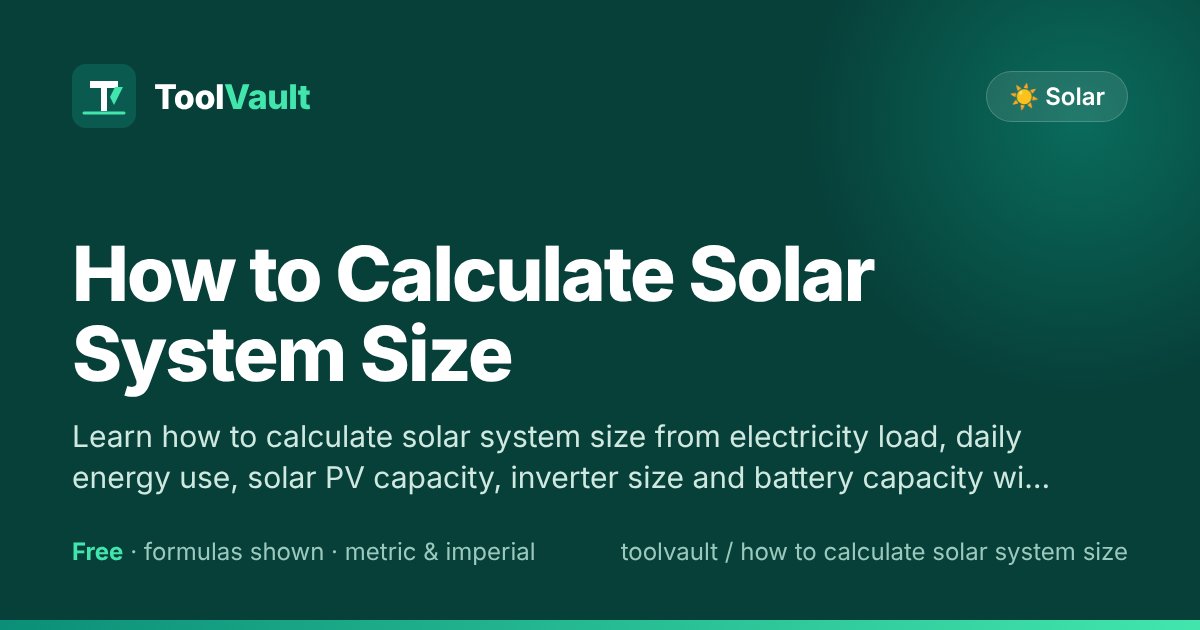 ToolVault
☀️ Solar
How to Calculate Solar
System Size
Learn how to calculate solar system size from electricity load, daily
energy use, solar PV capacity, inverter size and battery capacity wi...
Free · formulas shown · metric & imperial
toolvault / how to calculate solar system size